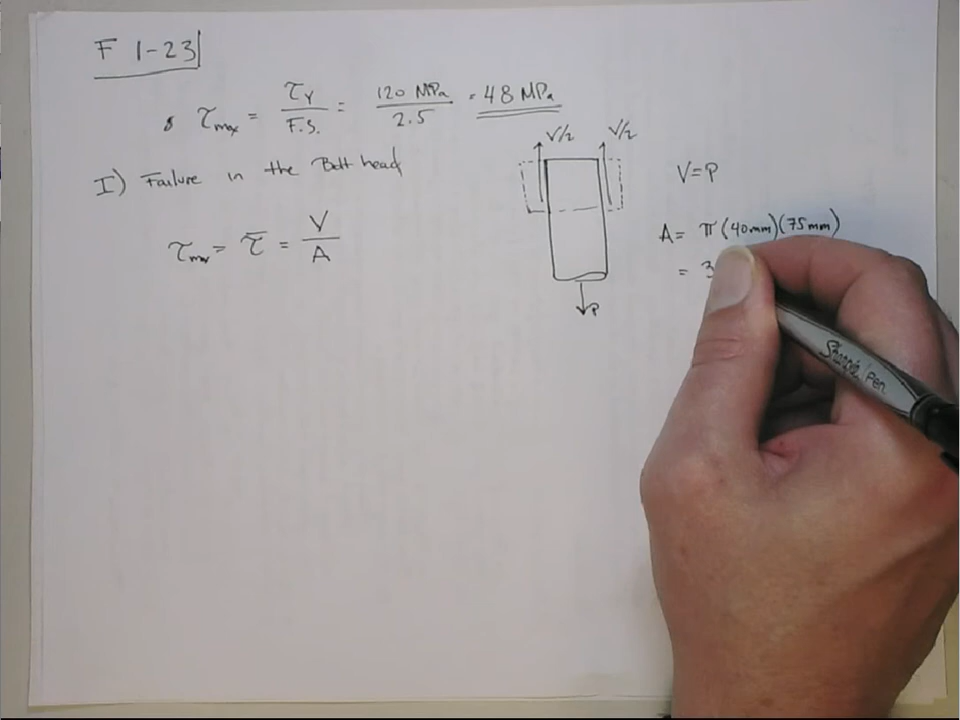 F 1-23
τmax = τY / F.S. = 120 MPa / 2.5 = 48 MPa
I) Failure in the Bolt head
τmax = τ̄ = V / A
V/2 V/2
P
V=P
A= π(40mm)(75mm)
= 3
Sharpie Pen